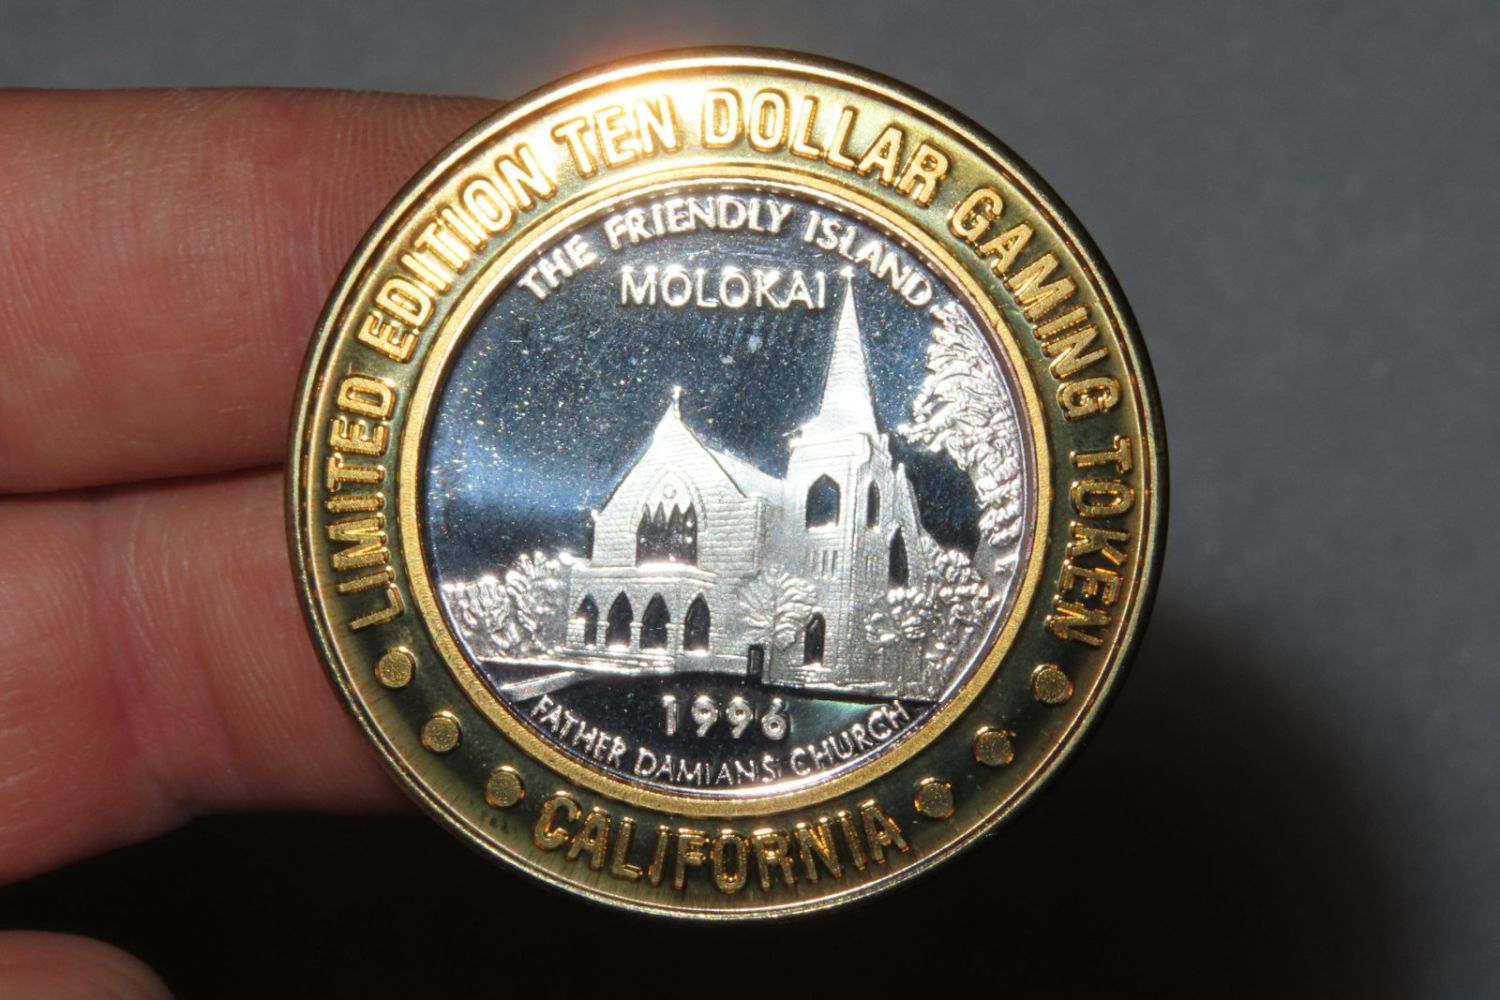 LIMITED EDITION TEN DOLLAR GAMING TOKEN
CALIFORNIA
THE FRIENDLY ISLAND
MOLOKAI
1996
FATHER DAMIANS CHURCH